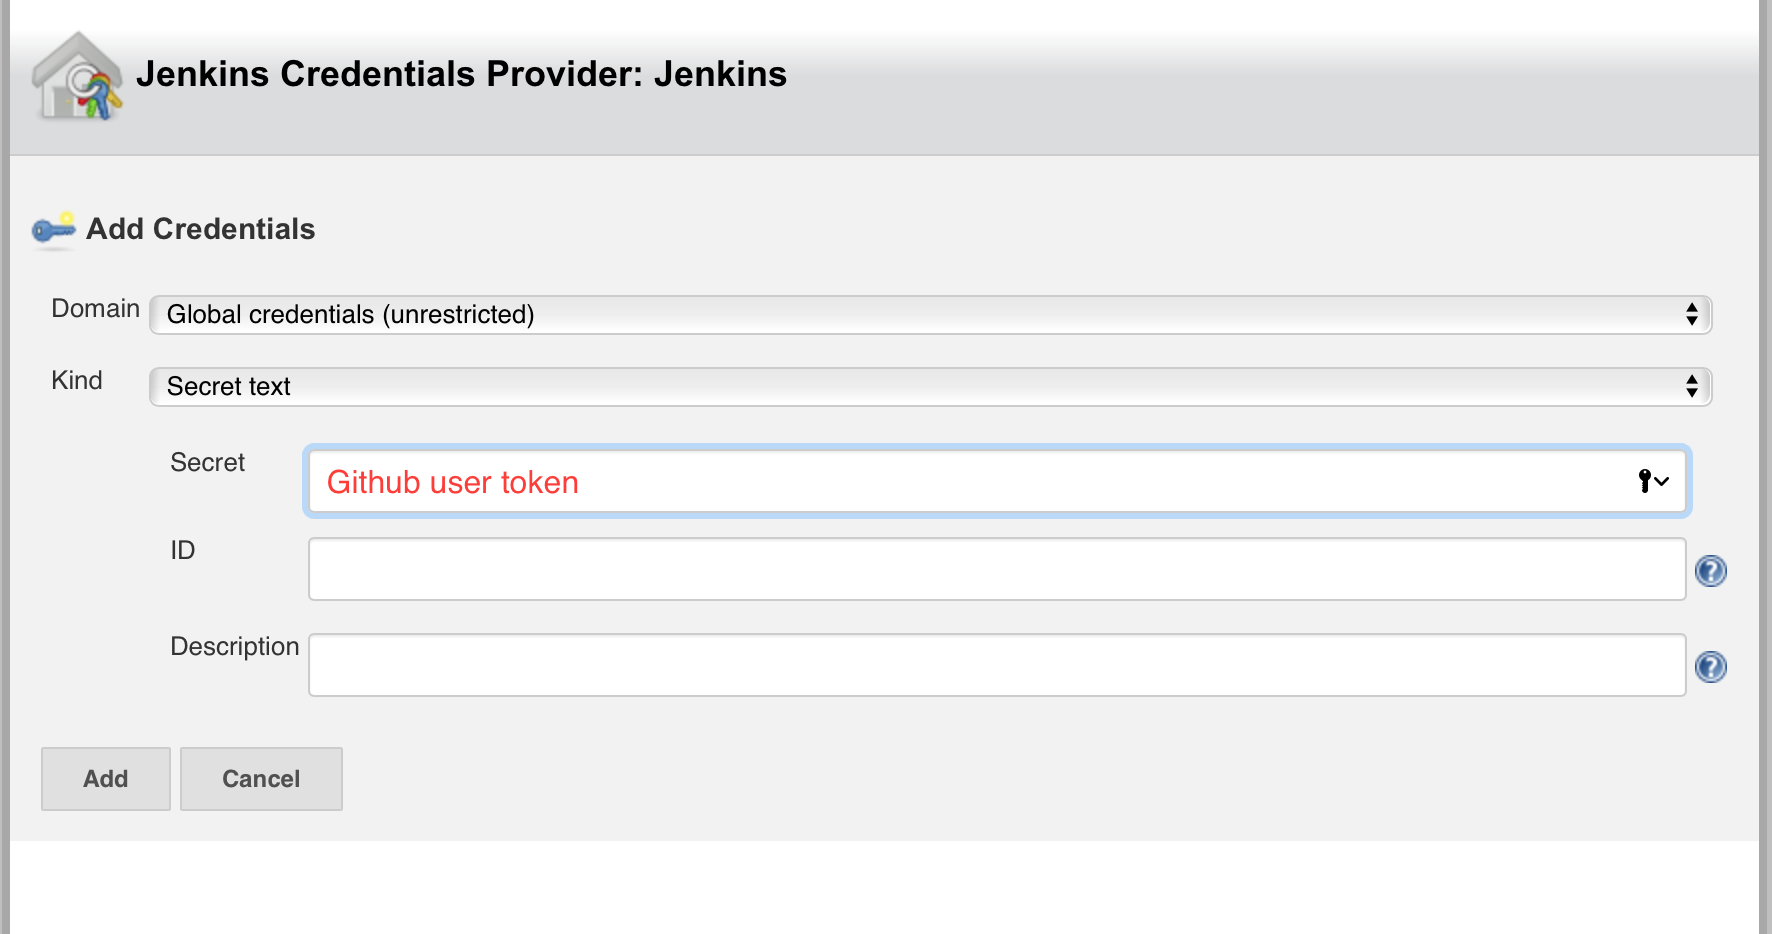 Jenkins Credentials Provider: Jenkins
Add Credentials
Domain Global credentials (unrestricted)
Kind Secret text
Secret Github user token
ID
?
Description
?
Add Cancel